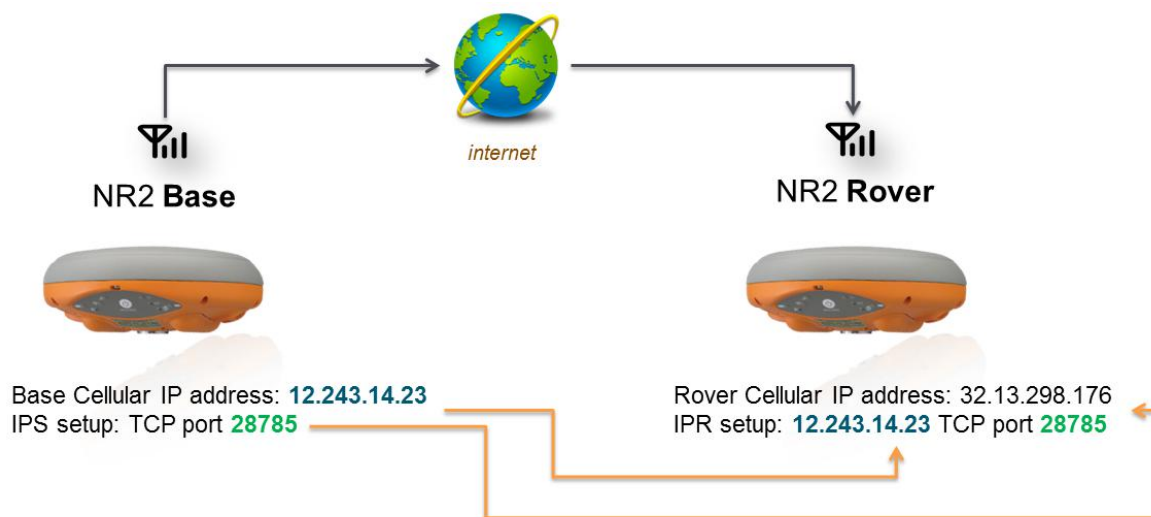 internet
NR2 Base
NR2 Rover
Base Cellular IP address: 12.243.14.23
IPS setup: TCP port 28785
Rover Cellular IP address: 32.13.298.176
IPR setup: 12.243.14.23 TCP port 28785